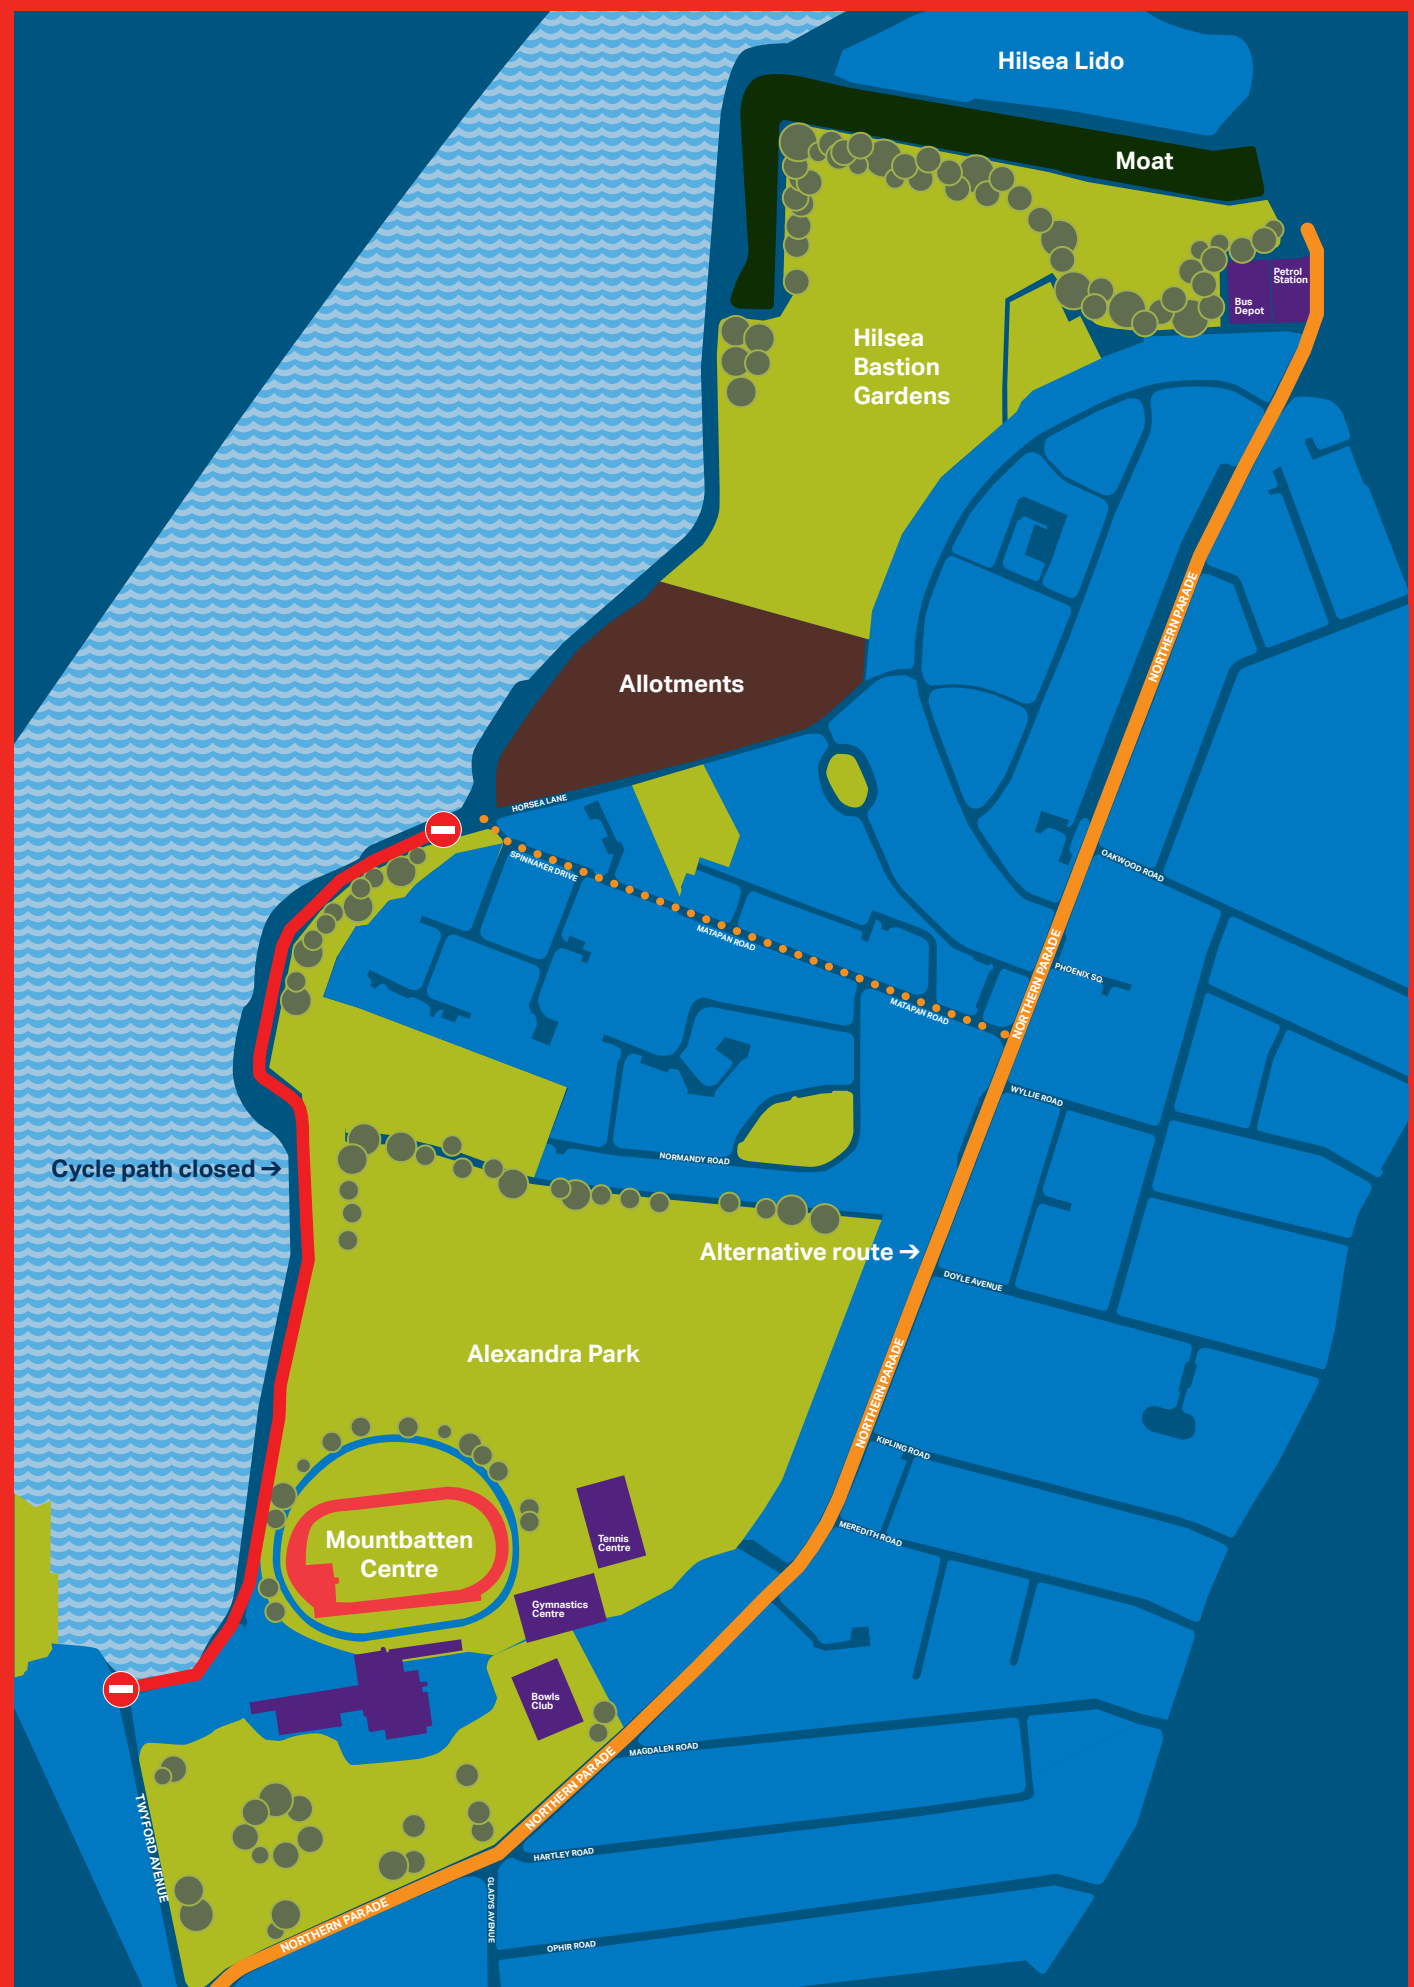 Hilsea Lido
Moat
Petrol
Station
Bus
Depot
Hilsea
Bastion
Gardens
NORTHERN PARADE
Allotments
HORSEA LANE
SPINNAKER DRIVE
OAKWOOD ROAD
MATAPAN ROAD
NORTHERN PARADE
PHOENIX SQ.
MATAPAN ROAD
WYLLIE ROAD
Cycle path closed →
NORMANDY ROAD
Alternative route →
DOYLE AVENUE
Alexandra Park
NORTHERN PARADE
KIPLING ROAD
Mountbatten
Centre
Tennis
Centre
MEREDITH ROAD
Gymnastics
Centre
Bowls
Club
MAGDALEN ROAD
NORTHERN PARADE
TWYFORD AVENUE
HARTLEY ROAD
GLADYS AVENUE
NORTHERN PARADE
OPHIR ROAD